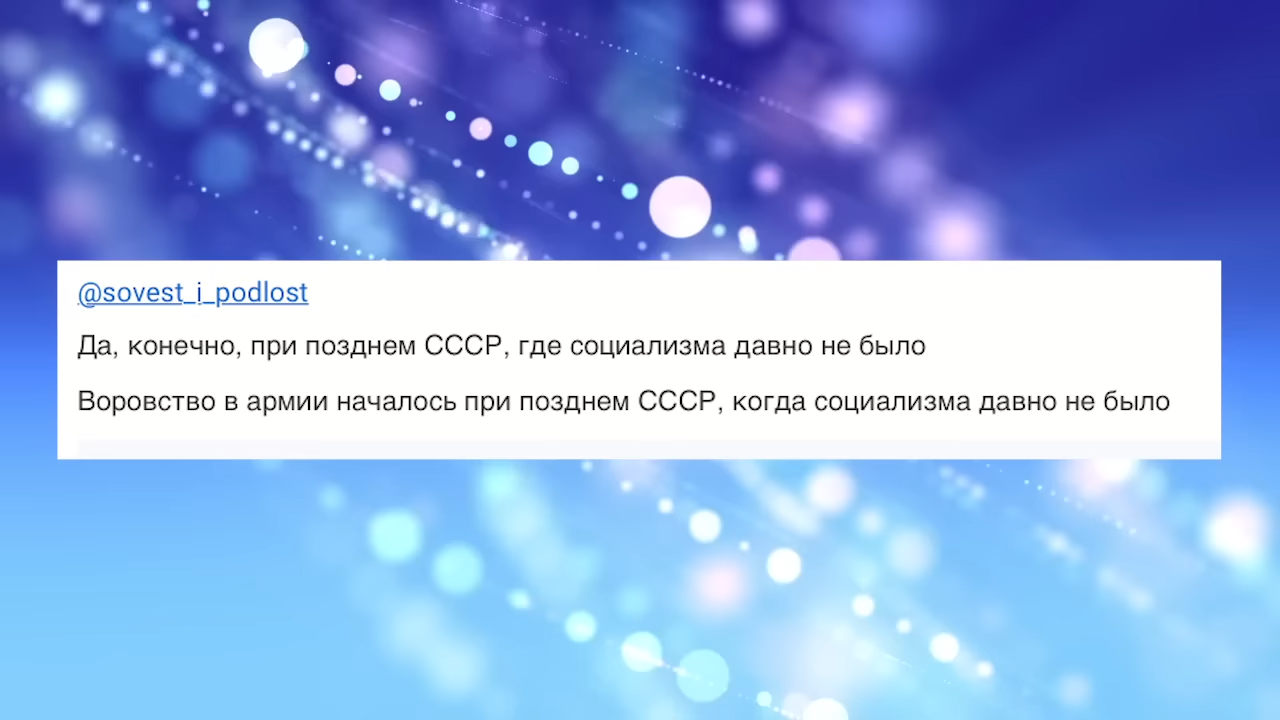 @sovest_i_podlost
Да, конечно, при позднем СССР, где социализма давно не было
Воровство в армии началось при позднем СССР, когда социализма давно не было